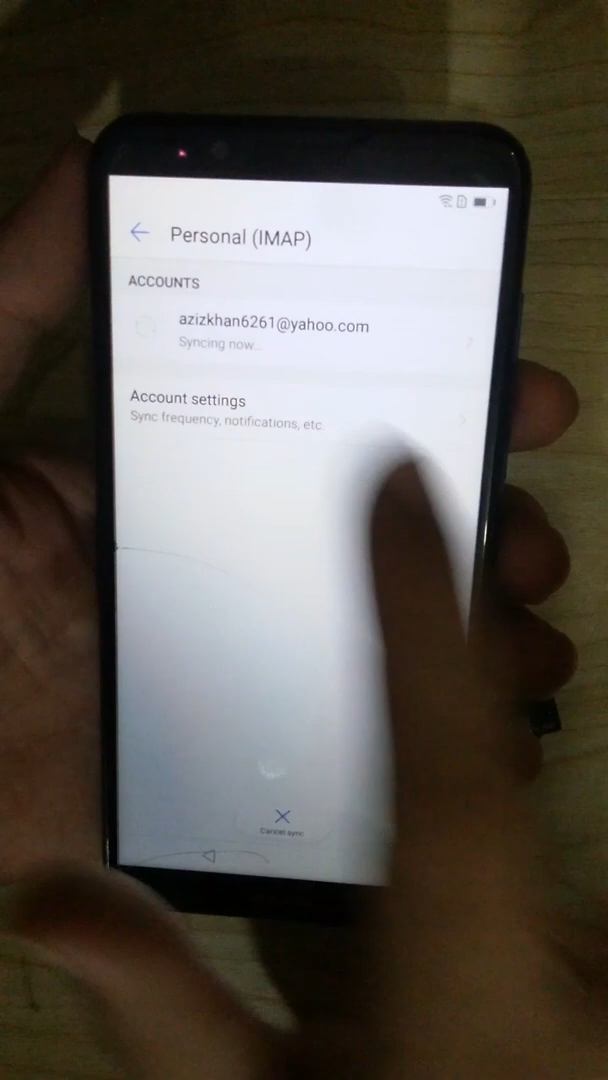 Personal (IMAP)
ACCOUNTS
azizkhan6261@yahoo.com
Syncing now...
Account settings
Sync frequency, notifications, etc.
Cancel sync